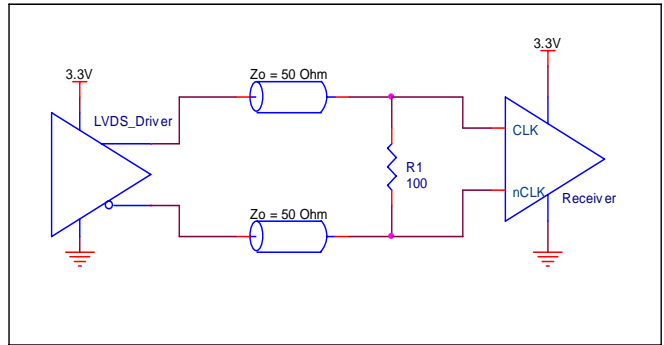 3.3V
LVDS_Driver
Zo = 50 Ohm
Zo = 50 Ohm
R1
100
3.3V
CLK
nCLK
Receiver